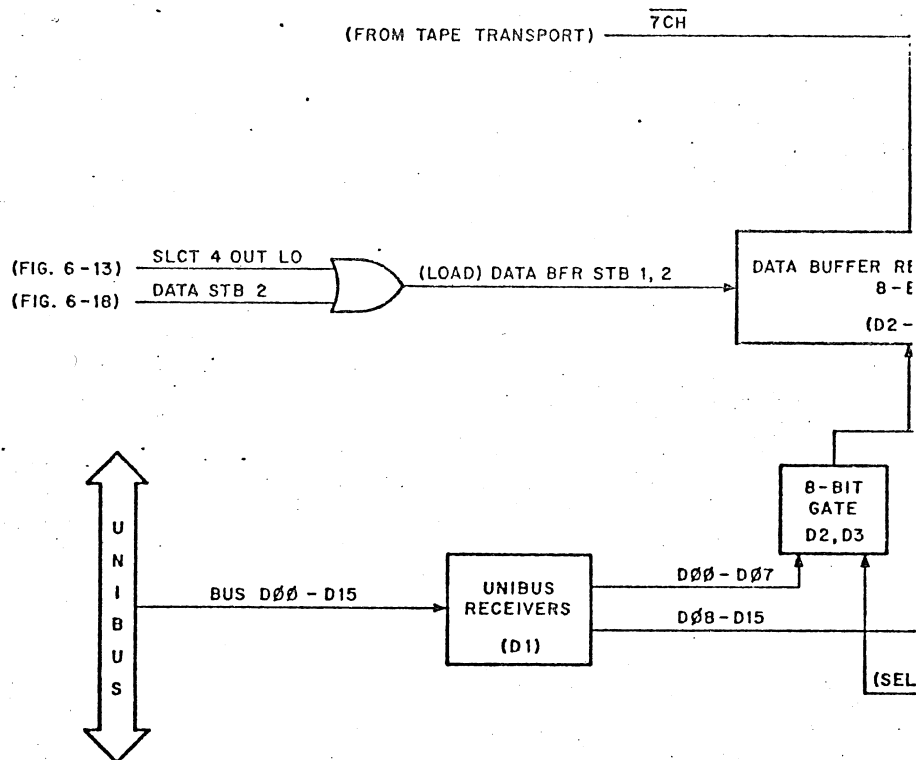 7CH
(FROM TAPE TRANSPORT)
(FIG. 6-13)
SLCT 4 OUT LO
(LOAD) DATA BFR STB 1, 2
(FIG. 6-18)
DATA STB 2
DATA BUFFER RE
8-
(D2-
8-BIT
GATE
D2, D3
UNIBUS
BUS DØØ - D15
UNIBUS
RECEIVERS
(D1)
DØØ-DØ7
DØ8-D15
(SEL